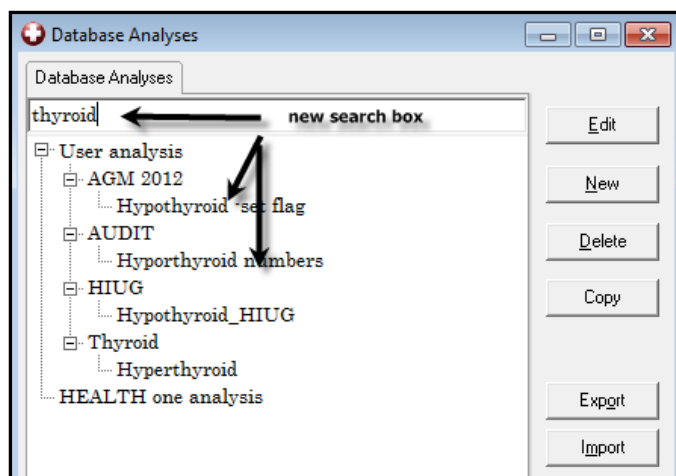 Database Analyses
Database Analyses
thyroid
new search box
User analysis
AGM 2012
Hypothyroid -set flag
AUDIT
Hyporthyroid numbers
HIUG
Hypothyroid_HIUG
Thyroid
Hyperthyroid
HEALTH one analysis
Edit
New
Delete
Copy
Export
Import